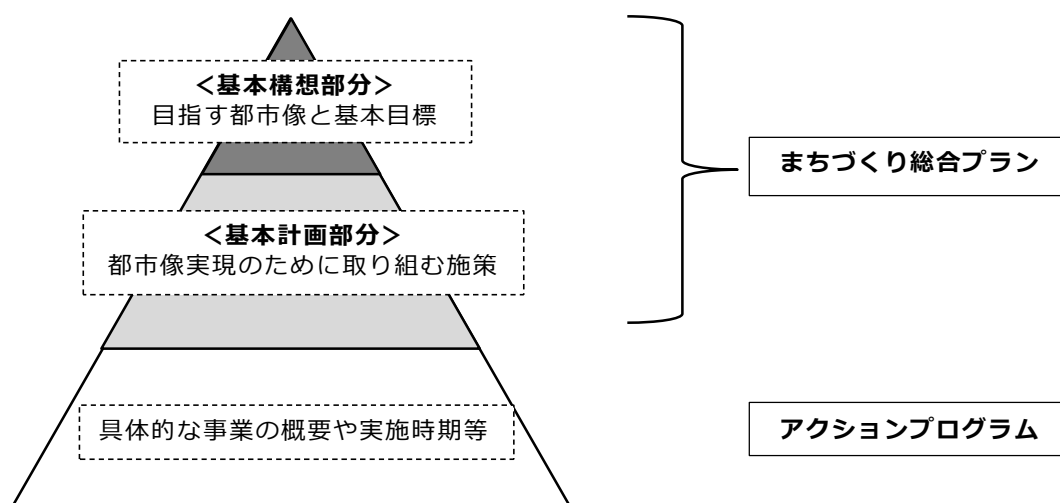 <基本構想部分>
目指す都市像と基本目標
まちづくり総合プラン
<基本計画部分>
都市像実現のために取り組む施策
具体的な事業の概要や実施時期等
アクションプログラム